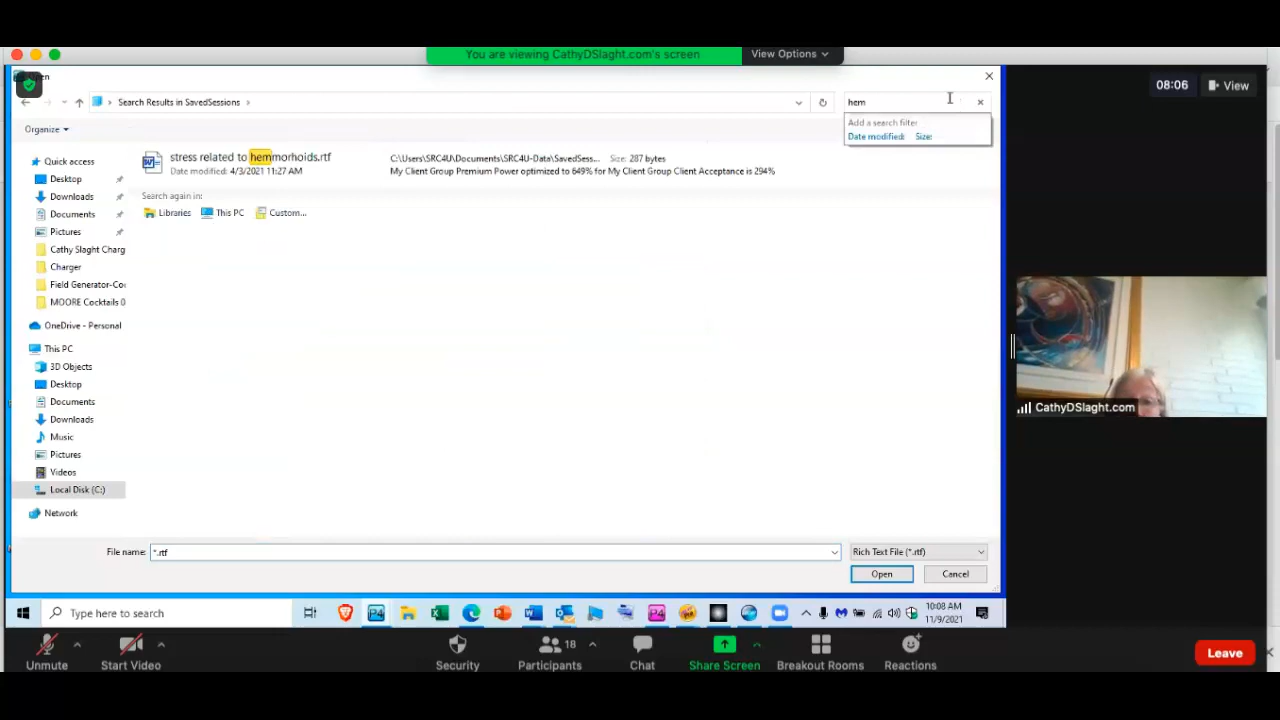 You are viewing CathyDSlaght.com's screen
View Options
Open
Search Results in SavedSessions
hem
08:06
View
Organize
Add a search filter
Date modified: Size:
Quick access
Desktop
Downloads
Documents
Pictures
Cathy Slaght Charg
Charger
Field Generator-Co
MOORE Cocktails 0
OneDrive - Personal
This PC
3D Objects
Desktop
Documents
Downloads
Music
Pictures
Videos
Local Disk (C:)
Network
stress related to hemmorhoids.rtf
Date modified: 4/3/2021 11:27 AM
C:\Users\SRC4U\Documents\SRC4U-Data\SavedSess... Size: 287 bytes
My Client Group Premium Power optimized to 649% for My Client Group Client Acceptance is 294%
Search again in:
Libraries This PC Custom...
CathyDSlaght.com
File name: *.rtf
Rich Text File (*.rtf)
Open Cancel
Type here to search
10:08 AM
11/9/2021
Unmute
Start Video
Security
18
Participants
Chat
Share Screen
Breakout Rooms
Reactions
Leave